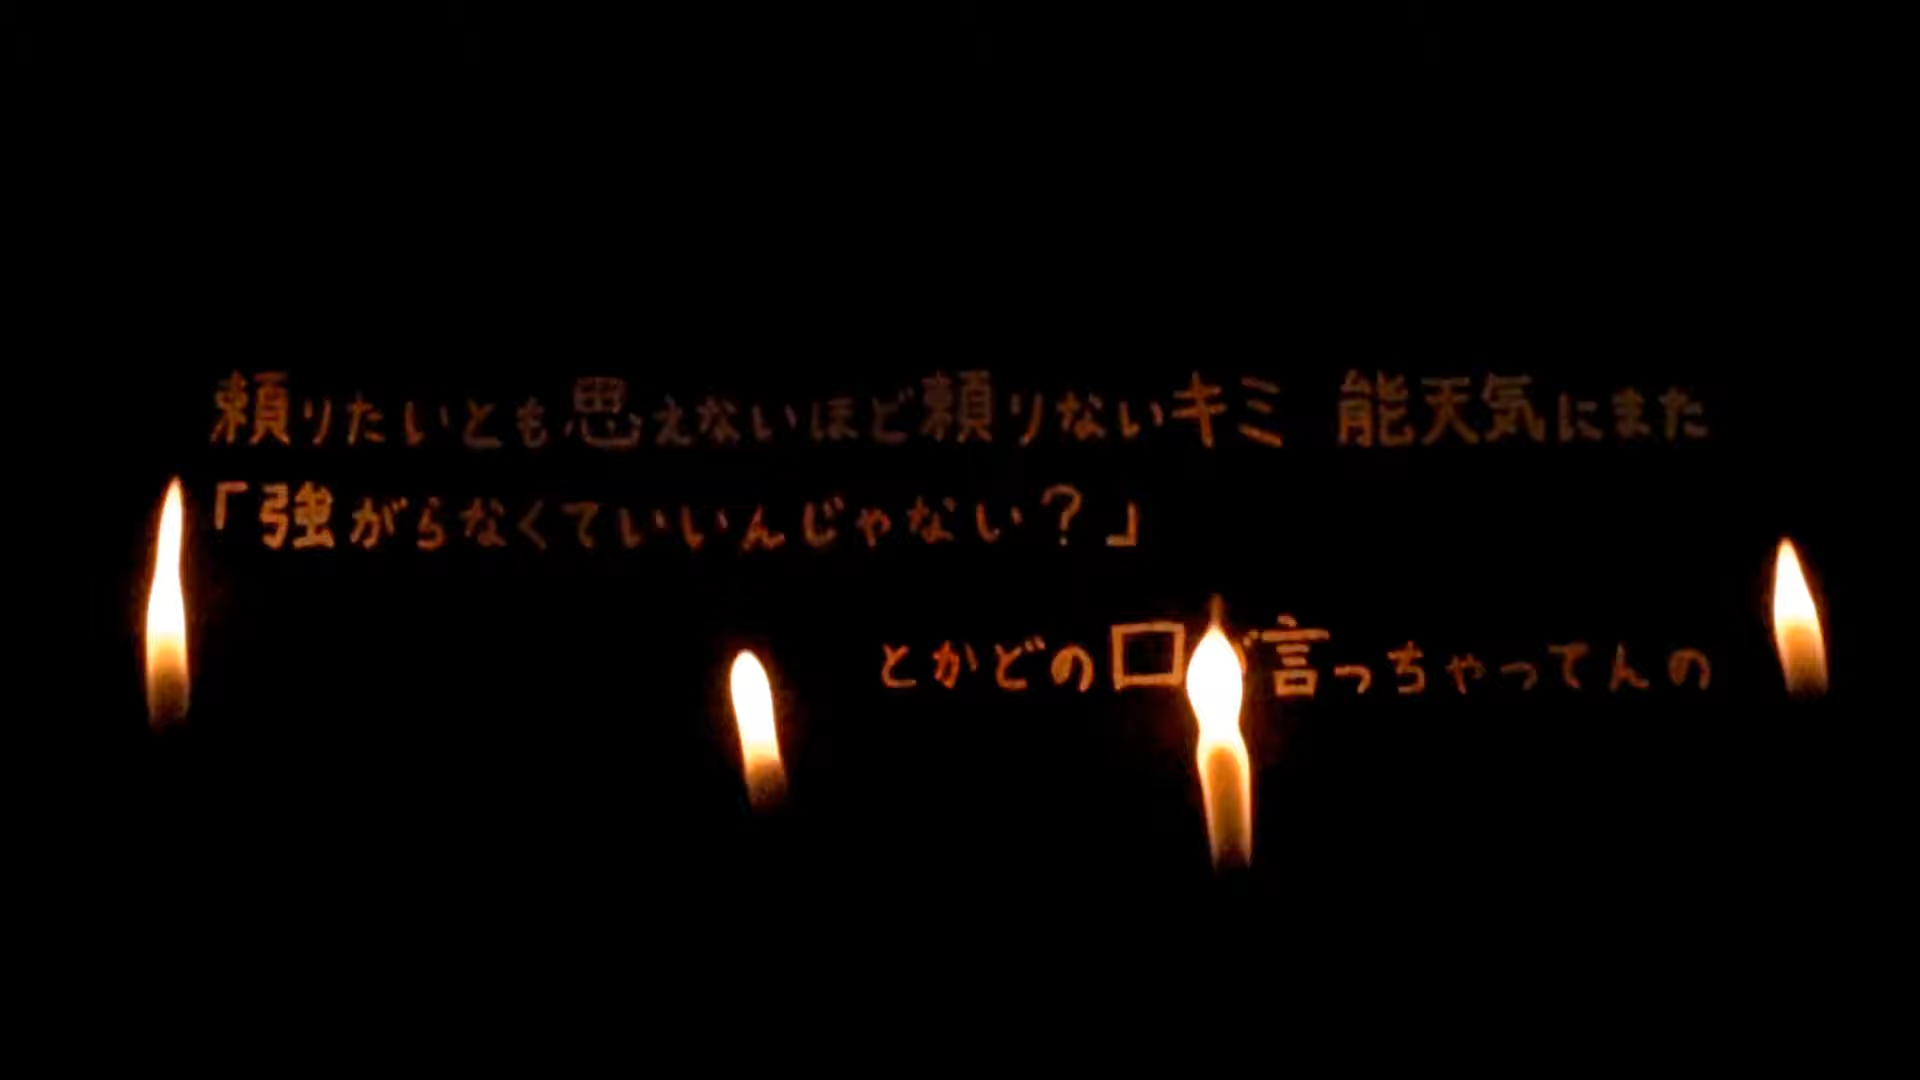 頼りたいとも思えないほど頼りないキミ 能天気にまた
「強がらなくていいんじゃない？」
とかどの口が言っちゃってんの